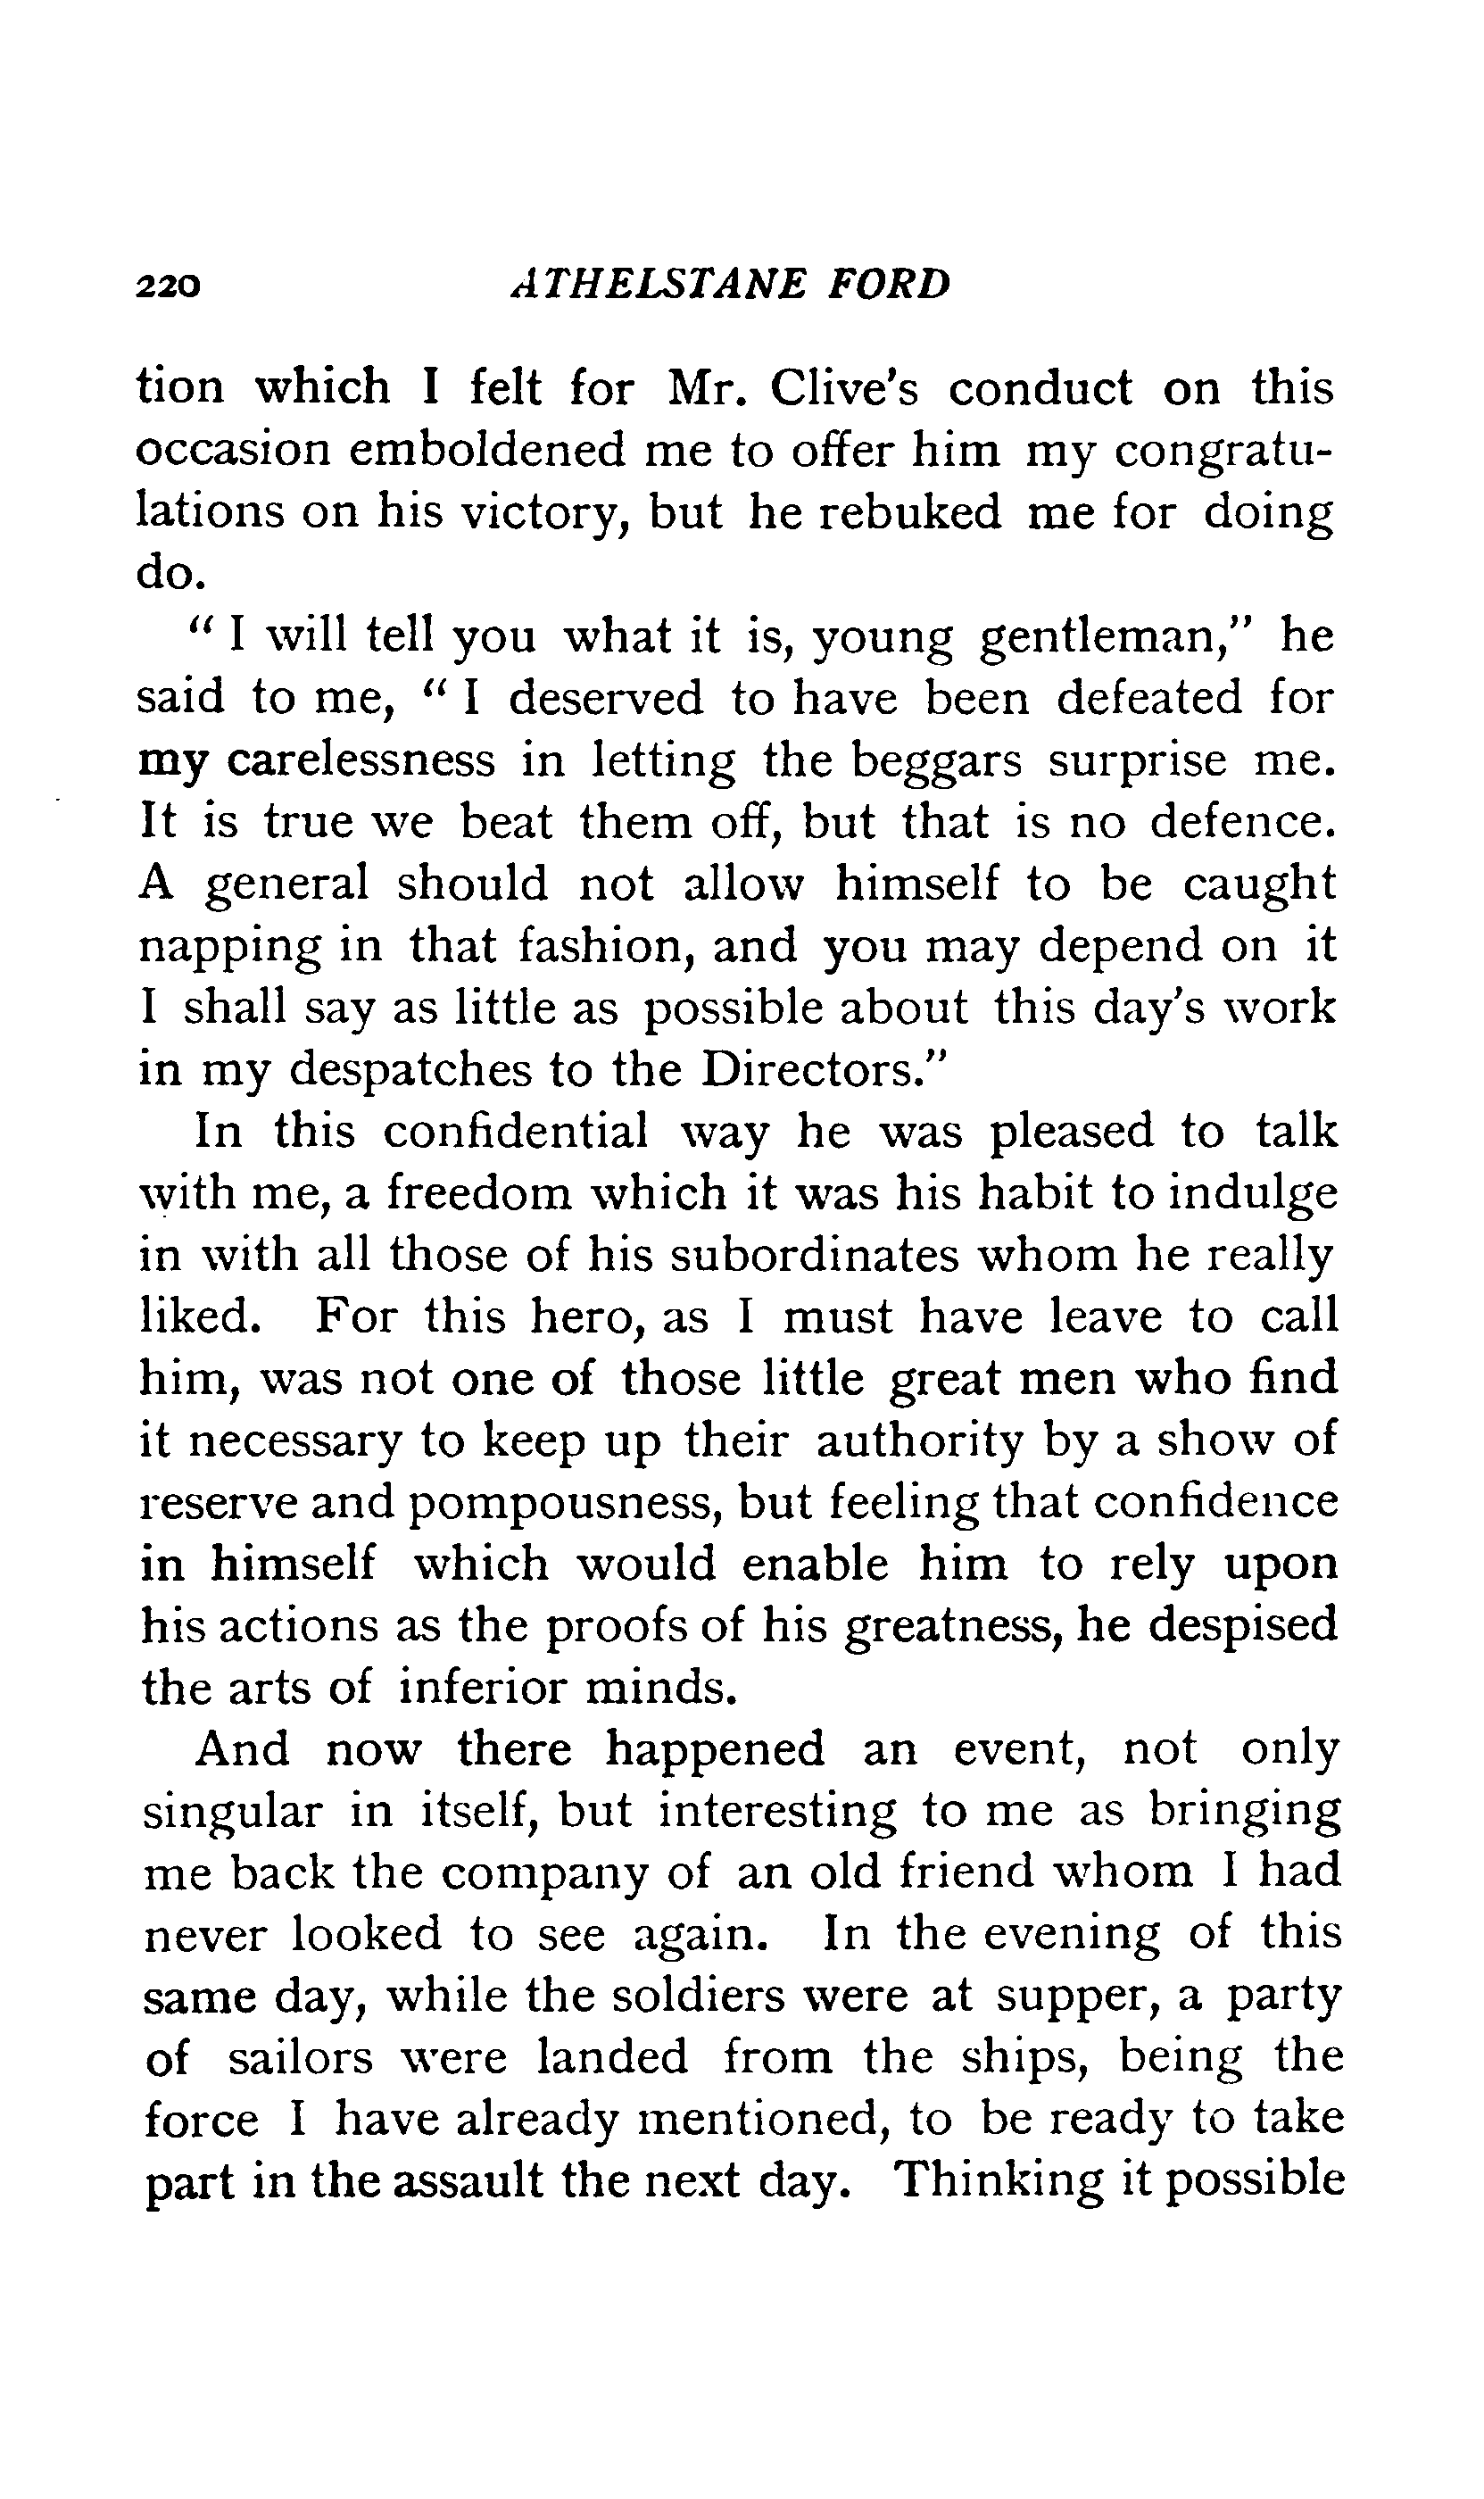 220 ATHELSTANE FORD
tion which I felt for Mr. Clive's conduct on this
occasion emboldened me to offer him my congratu-
lations on his victory, but he rebuked me for doing
do.
“ I will tell you what it is, young gentleman,” he
said to me, “ I deserved to have been defeated for
my carelessness in letting the beggars surprise me.
It is true we beat them off, but that is no defence.
A general should not allow himself to be caught
napping in that fashion, and you may depend on it
I shall say as little as possible about this day's work
in my despatches to the Directors.”
In this confidential way he was pleased to talk
with me, a freedom which it was his habit to indulge
in with all those of his subordinates whom he really
liked. For this hero, as I must have leave to call
him, was not one of those little great men who find
it necessary to keep up their authority by a show of
reserve and pompousness, but feeling that confidence
in himself which would enable him to rely upon
his actions as the proofs of his greatness, he despised
the arts of inferior minds.
And now there happened an event, not only
singular in itself, but interesting to me as bringing
me back the company of an old friend whom I had
never looked to see again. In the evening of this
same day, while the soldiers were at supper, a party
of sailors were landed from the ships, being the
force I have already mentioned, to be ready to take
part in the assault the next day. Thinking it possible